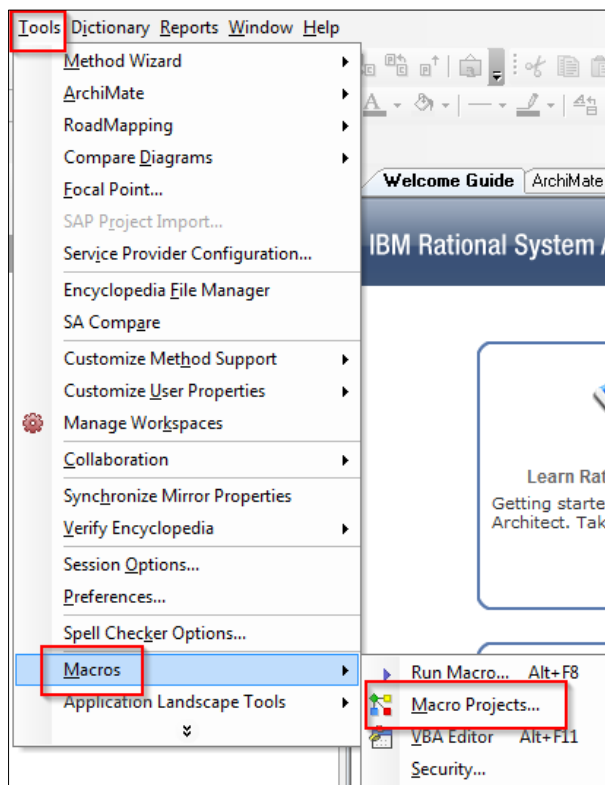 Tools Dictionary Reports Window Help
Method Wizard
ArchiMate
RoadMapping
Compare Diagrams
Focal Point...
SAP Project Import...
Service Provider Configuration...
Encyclopedia File Manager
SA Compare
Customize Method Support
Customize User Properties
Manage Workspaces
Collaboration
Synchronize Mirror Properties
Verify Encyclopedia
Session Options...
Preferences...
Spell Checker Options...
Macros
Application Landscape Tools
Welcome Guide ArchiMate
IBM Rational System A
Learn Rat
Getting starte
Architect. Tak
Run Macro... Alt+F8
Macro Projects...
VBA Editor Alt+F11
Security...